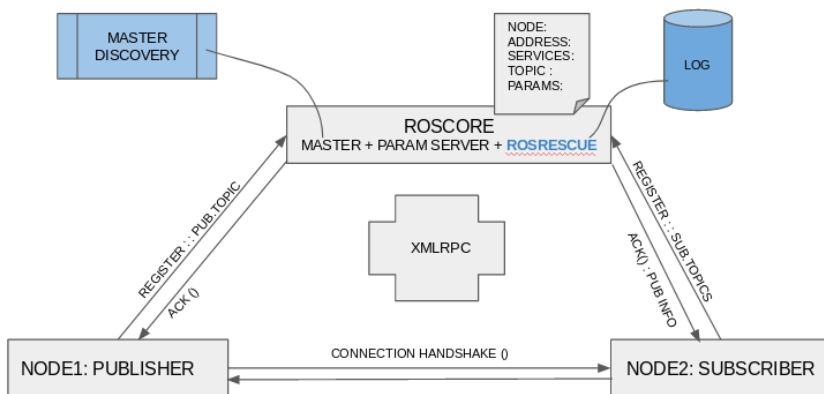 MASTER
DISCOVERY
NODE:
ADDRESS:
SERVICES:
TOPIC :
PARAMS:
LOG
ROSCORE
MASTER + PARAM SERVER + ROSRESCUE
REGISTER : : PUB.TOPIC
ACK ()
XMLRPC
REGISTER : : SUB.TOPICS
ACK() : PUB INFO
NODE1: PUBLISHER
CONNECTION HANDSHAKE ()
NODE2: SUBSCRIBER